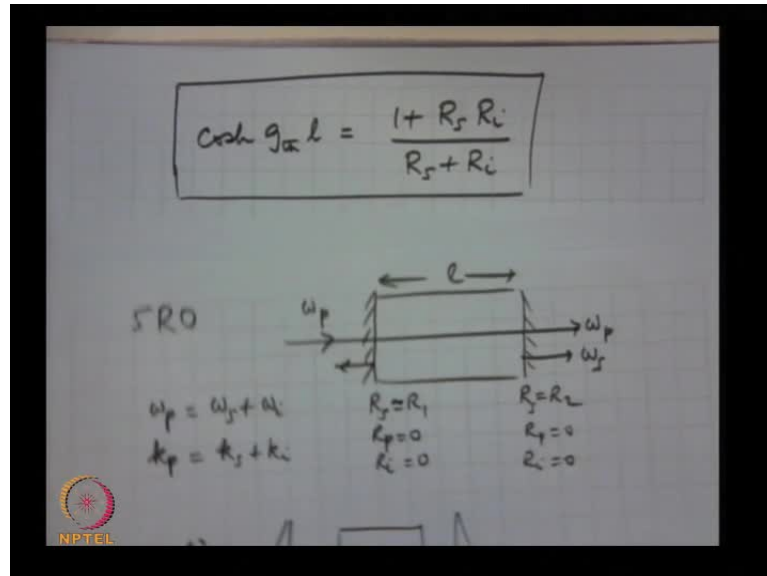 cosh g_th l = (1 + R_s R_i) / (R_s + R_i)
l
SRO
ω_p
ω_p
ω_s
ω_p = ω_s + ω_i
k_p = k_s + k_i
R_s = R_1
R_p = 0
R_i = 0
R_s = R_2
R_p = 0
R_i = 0
NPTEL